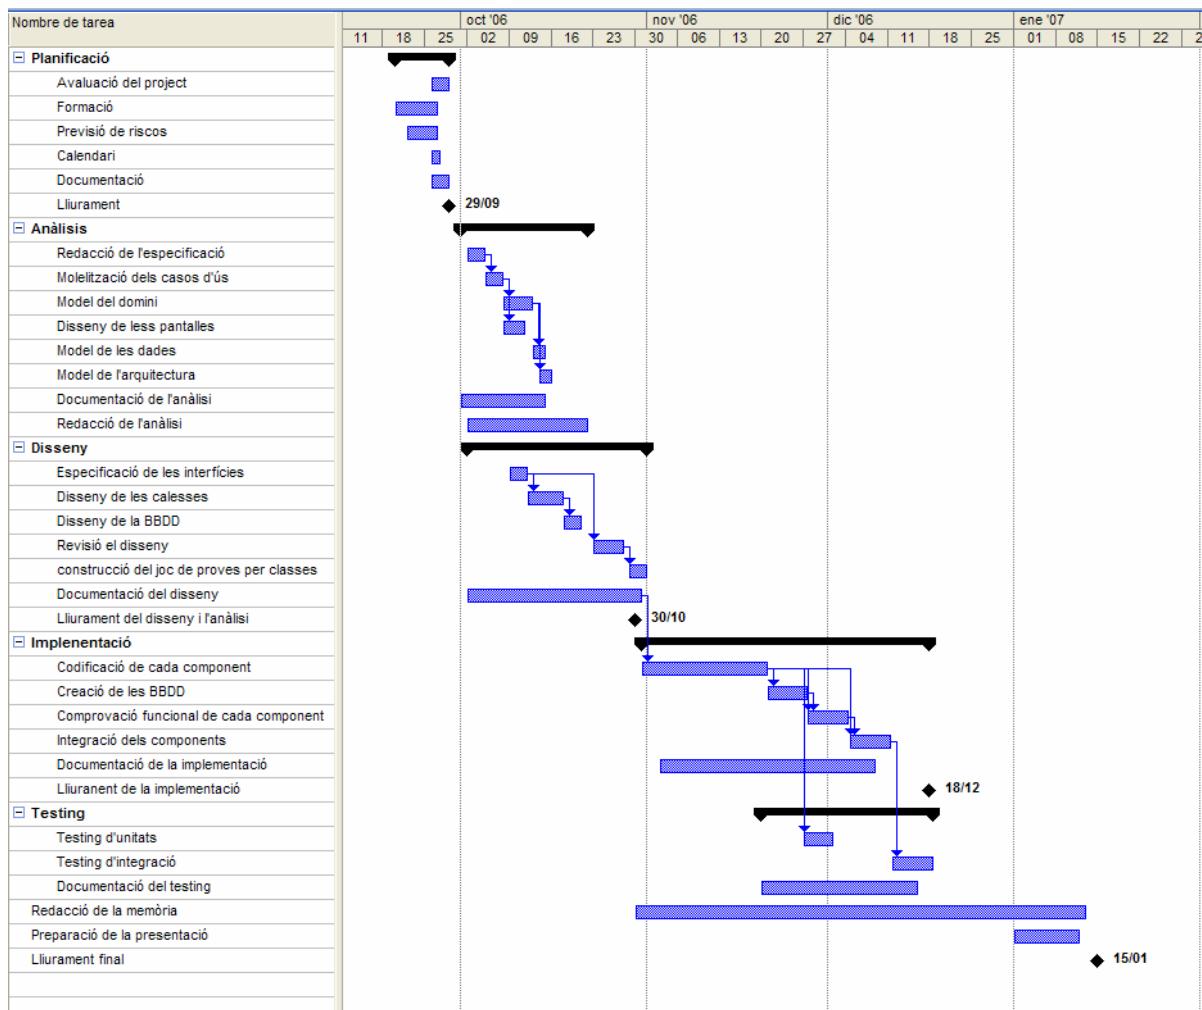 Nombre de tarea
oct '06 nov '06 dic '06 ene '07
11 18 25 02 09 16 23 30 06 13 20 27 04 11 18 25 01 08 15 22 2
Planificació
Avaluació del project
Formació
Previsió de riscos
Calendari
Documentació
Lliurament 29/09
Anàlisis
Redacció de l'especificació
Molelització dels casos d'ús
Model del domini
Disseny de less pantalles
Model de les dades
Model de l'arquitectura
Documentació de l'anàlisi
Redacció de l'anàlisi
Disseny
Especificació de les interfícies
Disseny de les calesses
Disseny de la BBDD
Revisió el disseny
construcció del joc de proves per classes
Documentació del disseny
Lliurament del disseny i l'anàlisi 30/10
Implenentació
Codificació de cada component
Creació de les BBDD
Comprovació funcional de cada component
Integració dels components
Documentació de la implementació
Lliuranent de la implementació 18/12
Testing
Testing d'unitats
Testing d'integració
Documentació del testing
Redacció de la memòria
Preparació de la presentació
Lliurament final 15/01